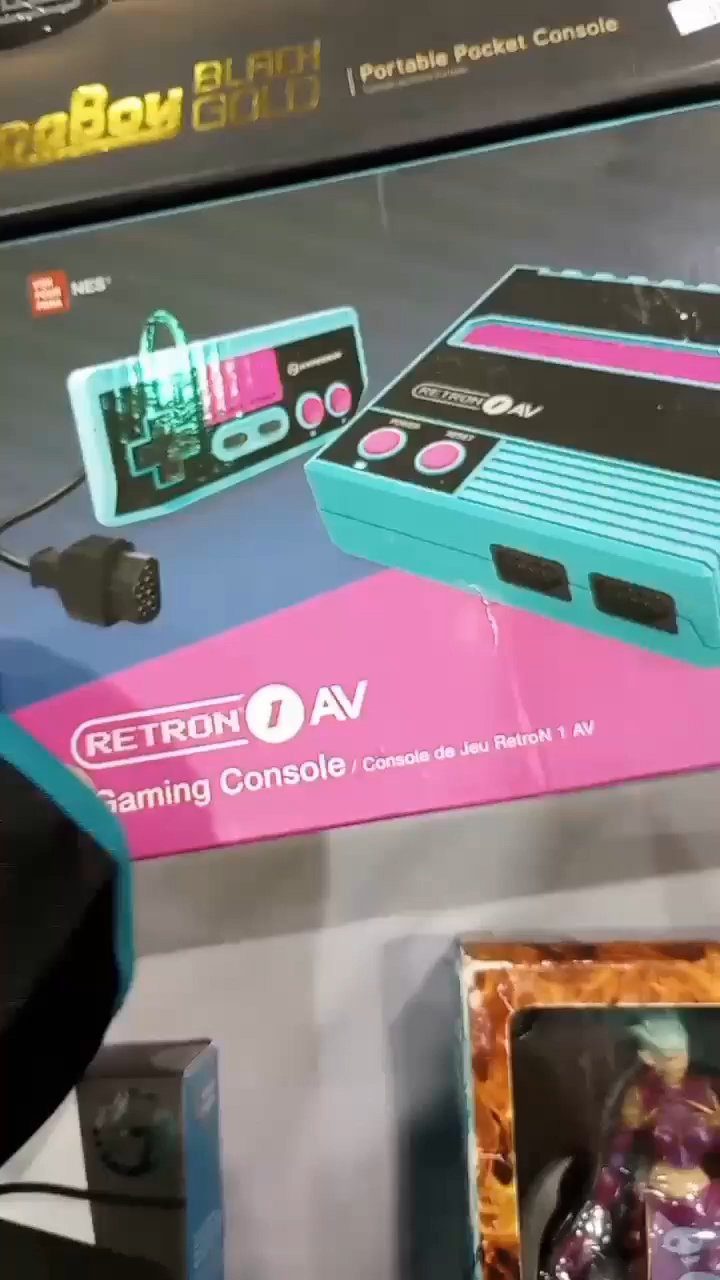 BLACK
GOLD
Portable Pocket Console
NES
RETRON 1 AV
POWER
RESET
RETRON 1 AV
Gaming Console / Console de Jeu RetroN 1 AV